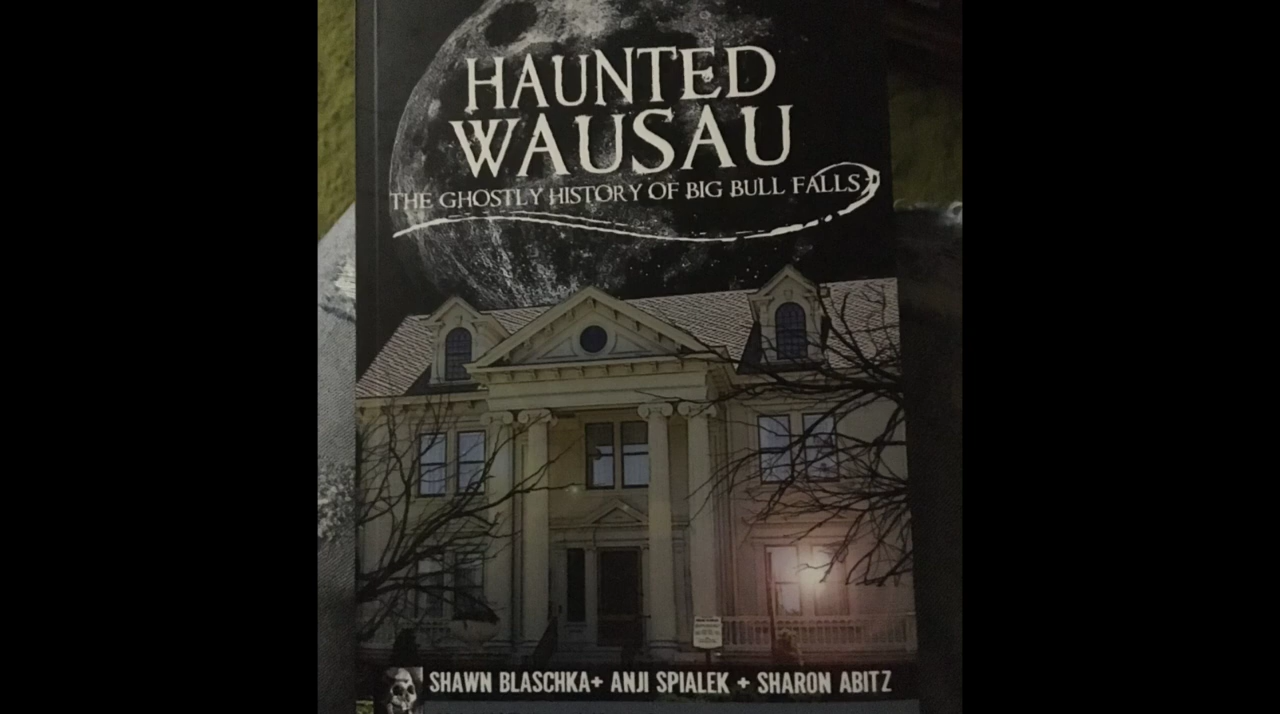 HAUNTED
WAUSAU
THE GHOSTLY HISTORY OF BIG BULL FALLS
SHAWN BLASCHKA+ ANJI SPIALEK + SHARON ABITZ